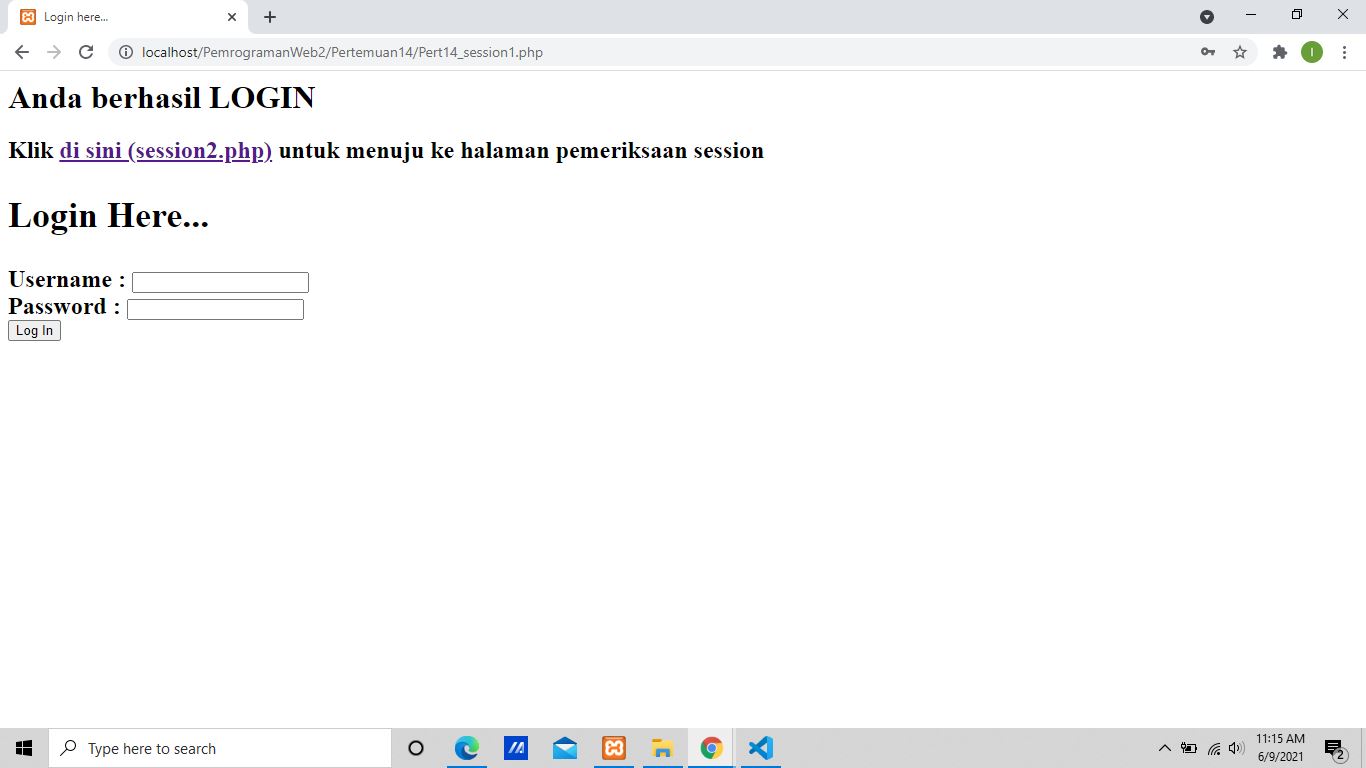 Login here...
localhost/PemrogramanWeb2/Pertemuan14/Pert14_session1.php
I
Anda berhasil LOGIN
Klik di sini (session2.php) untuk menuju ke halaman pemeriksaan session
Login Here...
Username :
Password :
Log In
Type here to search
11:15 AM
6/9/2021
2